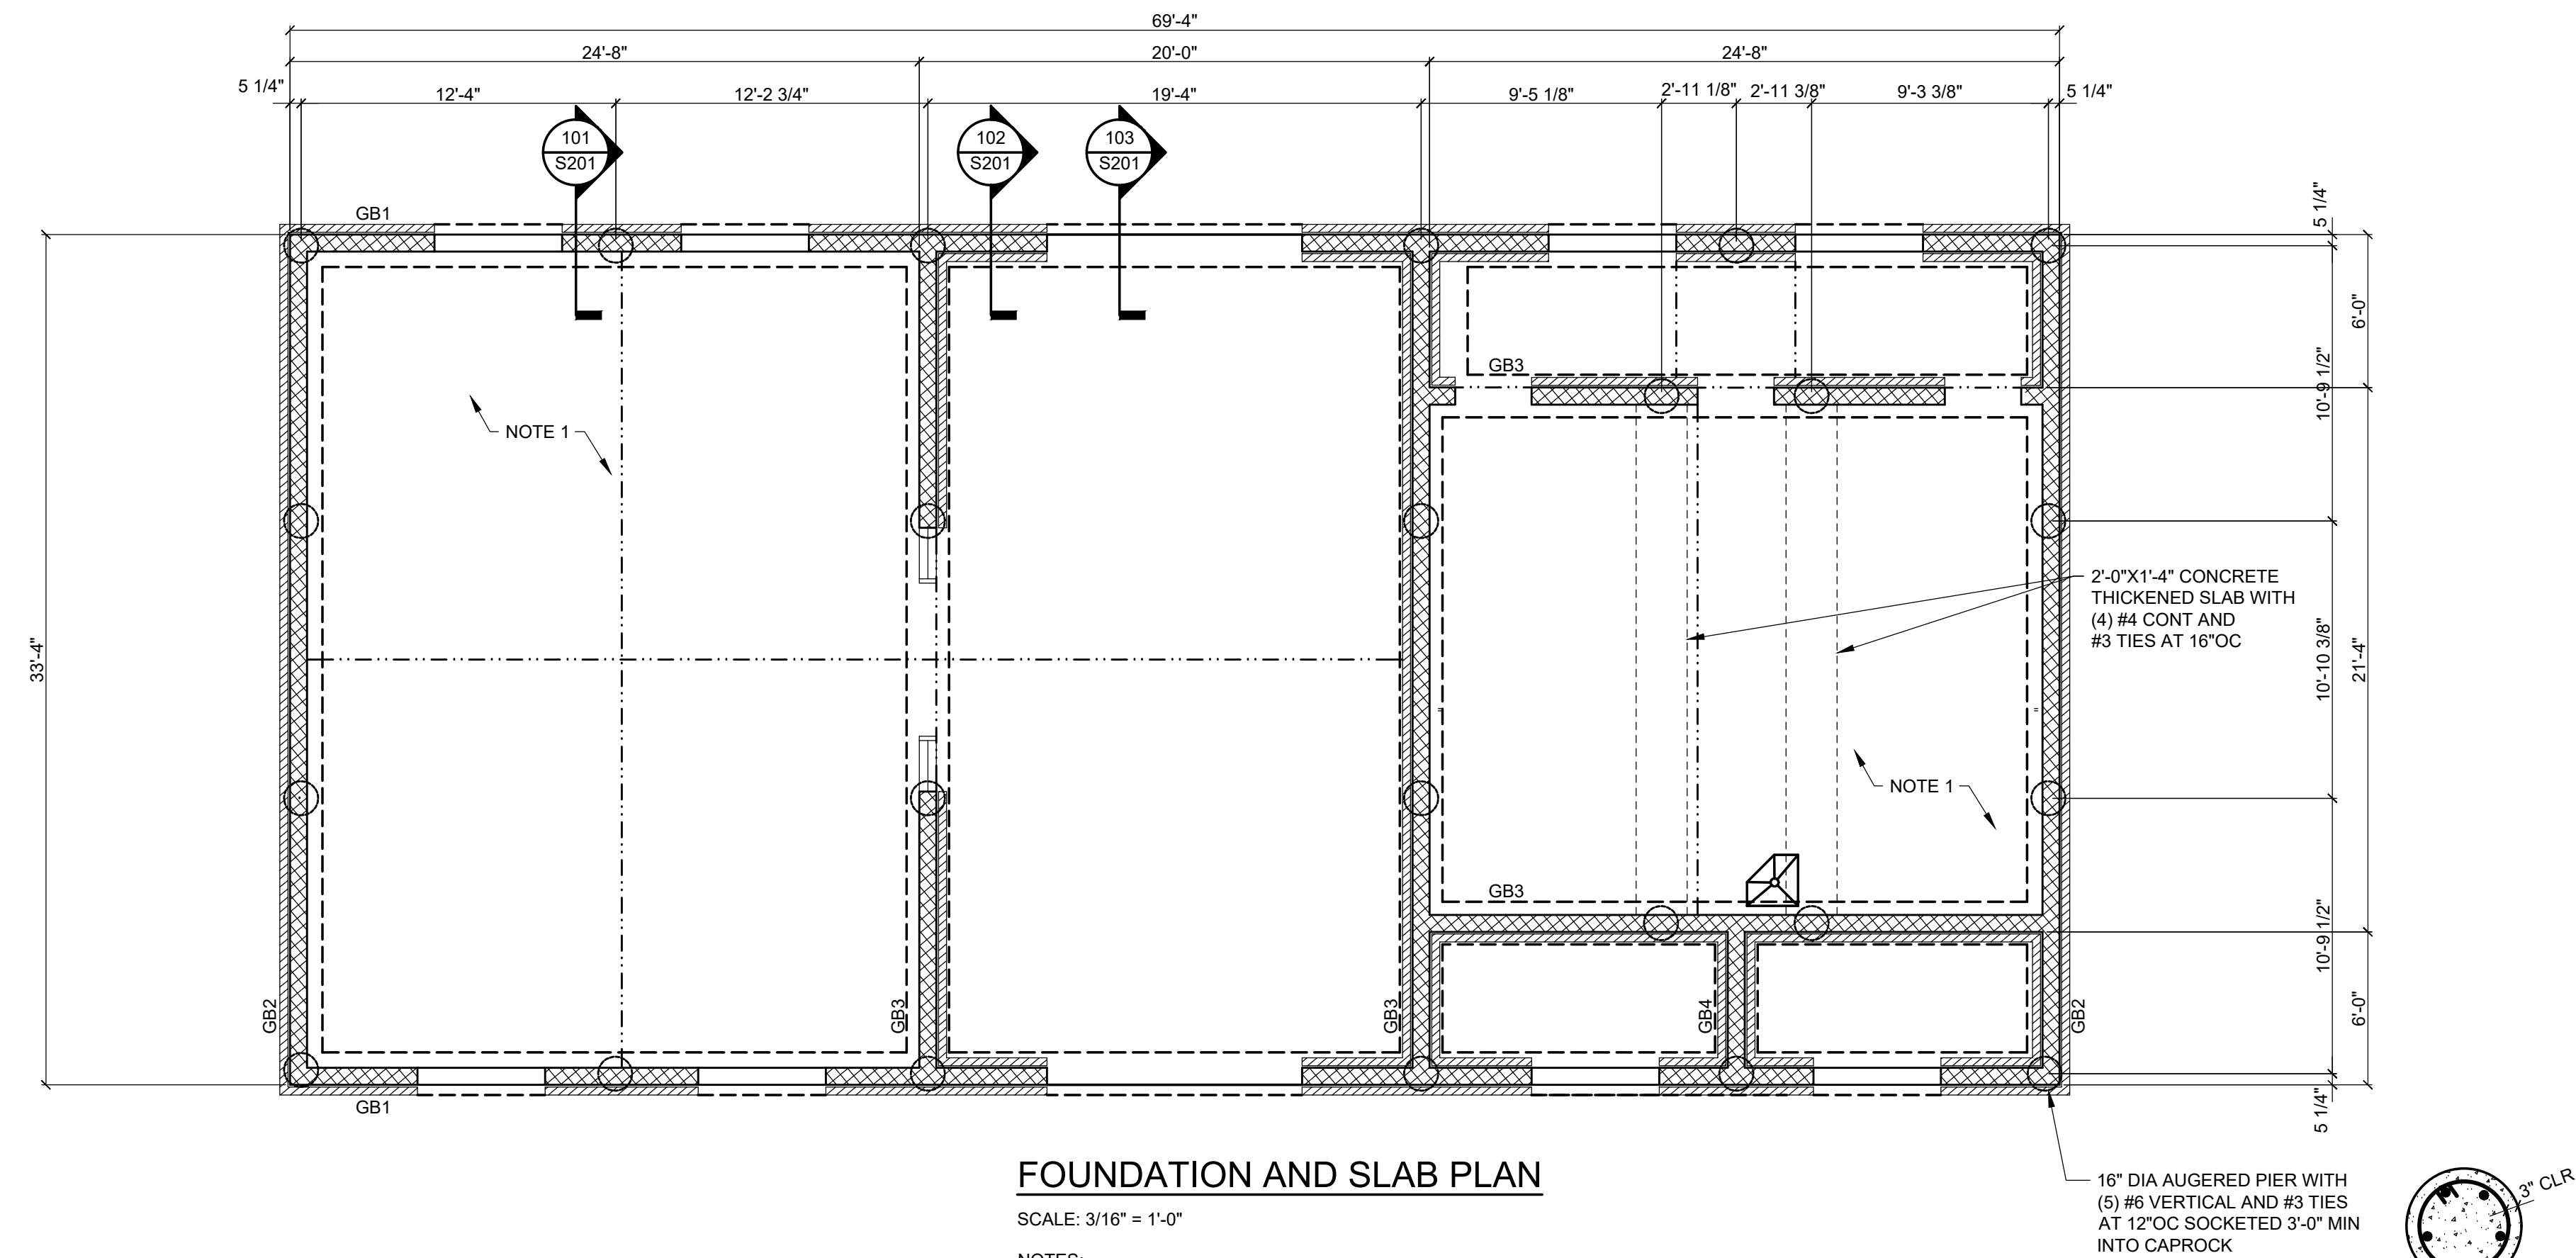 69'-4"
24'-8"
20'-0"
24'-8"
5 1/4"
12'-4"
12'-2 3/4"
19'-4"
9'-5 1/8"
2'-11 1/8"
2'-11 3/8"
9'-3 3/8"
5 1/4"
101
S201
102
S201
103
S201
GB1
5 1/4"
6'-0"
10'-9 1/2"
GB3
NOTE 1
2'-0"X1'-4" CONCRETE
THICKENED SLAB WITH
(4) #4 CONT AND
#3 TIES AT 16"OC
33'-4"
10'-10 3/8"
21'-4"
NOTE 1
GB3
10'-9 1/2"
GB2
GB3
GB3
GB4
GB2
6'-0"
GB1
5 1/4"
FOUNDATION AND SLAB PLAN
SCALE: 3/16" = 1'-0"
NOTES:
16" DIA AUGERED PIER WITH
(5) #6 VERTICAL AND #3 TIES
AT 12"OC SOCKETED 3'-0" MIN
INTO CAPROCK
3" CLR